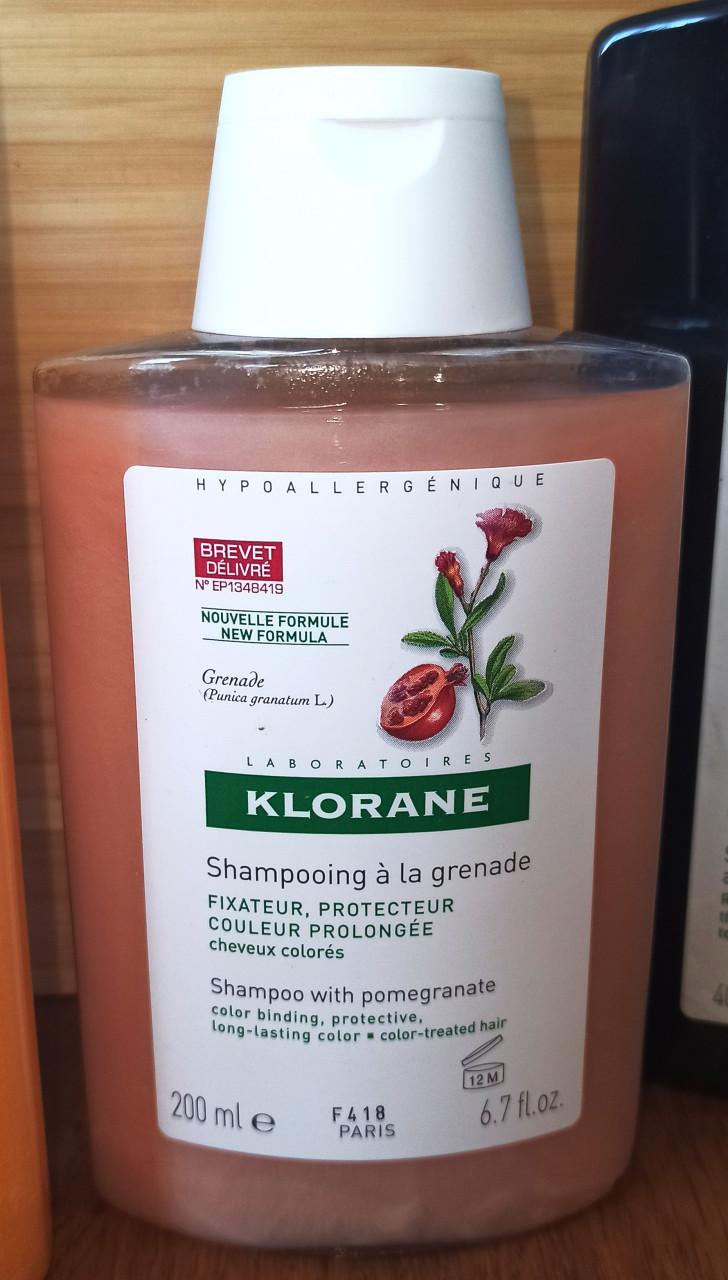 HYPOALLERGÉNIQUE
BREVET
DÉLIVRÉ
N° EP1348419
NOUVELLE FORMULE
NEW FORMULA
Grenade
(Punica granatum L.)
LABORATOIRES
KLORANE
Shampooing à la grenade
FIXATEUR, PROTECTEUR
COULEUR PROLONGÉE
cheveux colorés
Shampoo with pomegranate
color binding, protective,
long-lasting color ▪ color-treated hair
12 M
200 ml e
F418
PARIS
6.7 fl.oz.